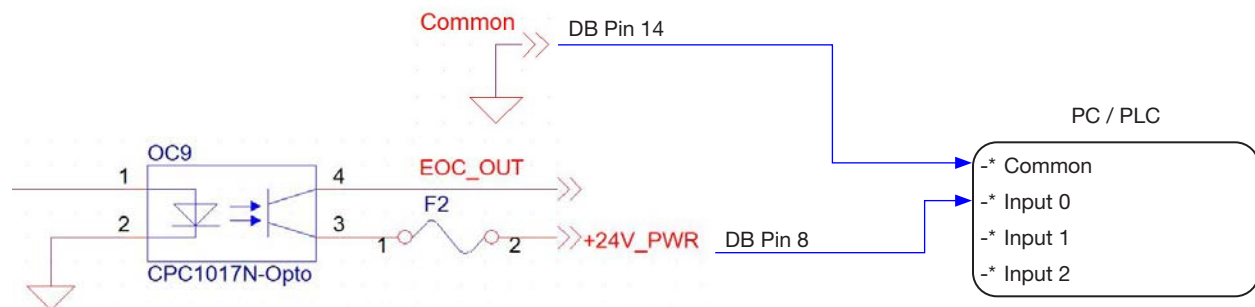 Common
DB Pin 14
PC / PLC
OC9
-* Common
1
4
EOC_OUT
-* Input 0
F2
2
3
1
2
+24V_PWR
DB Pin 8
-* Input 1
CPC1017N-Opto
-* Input 2